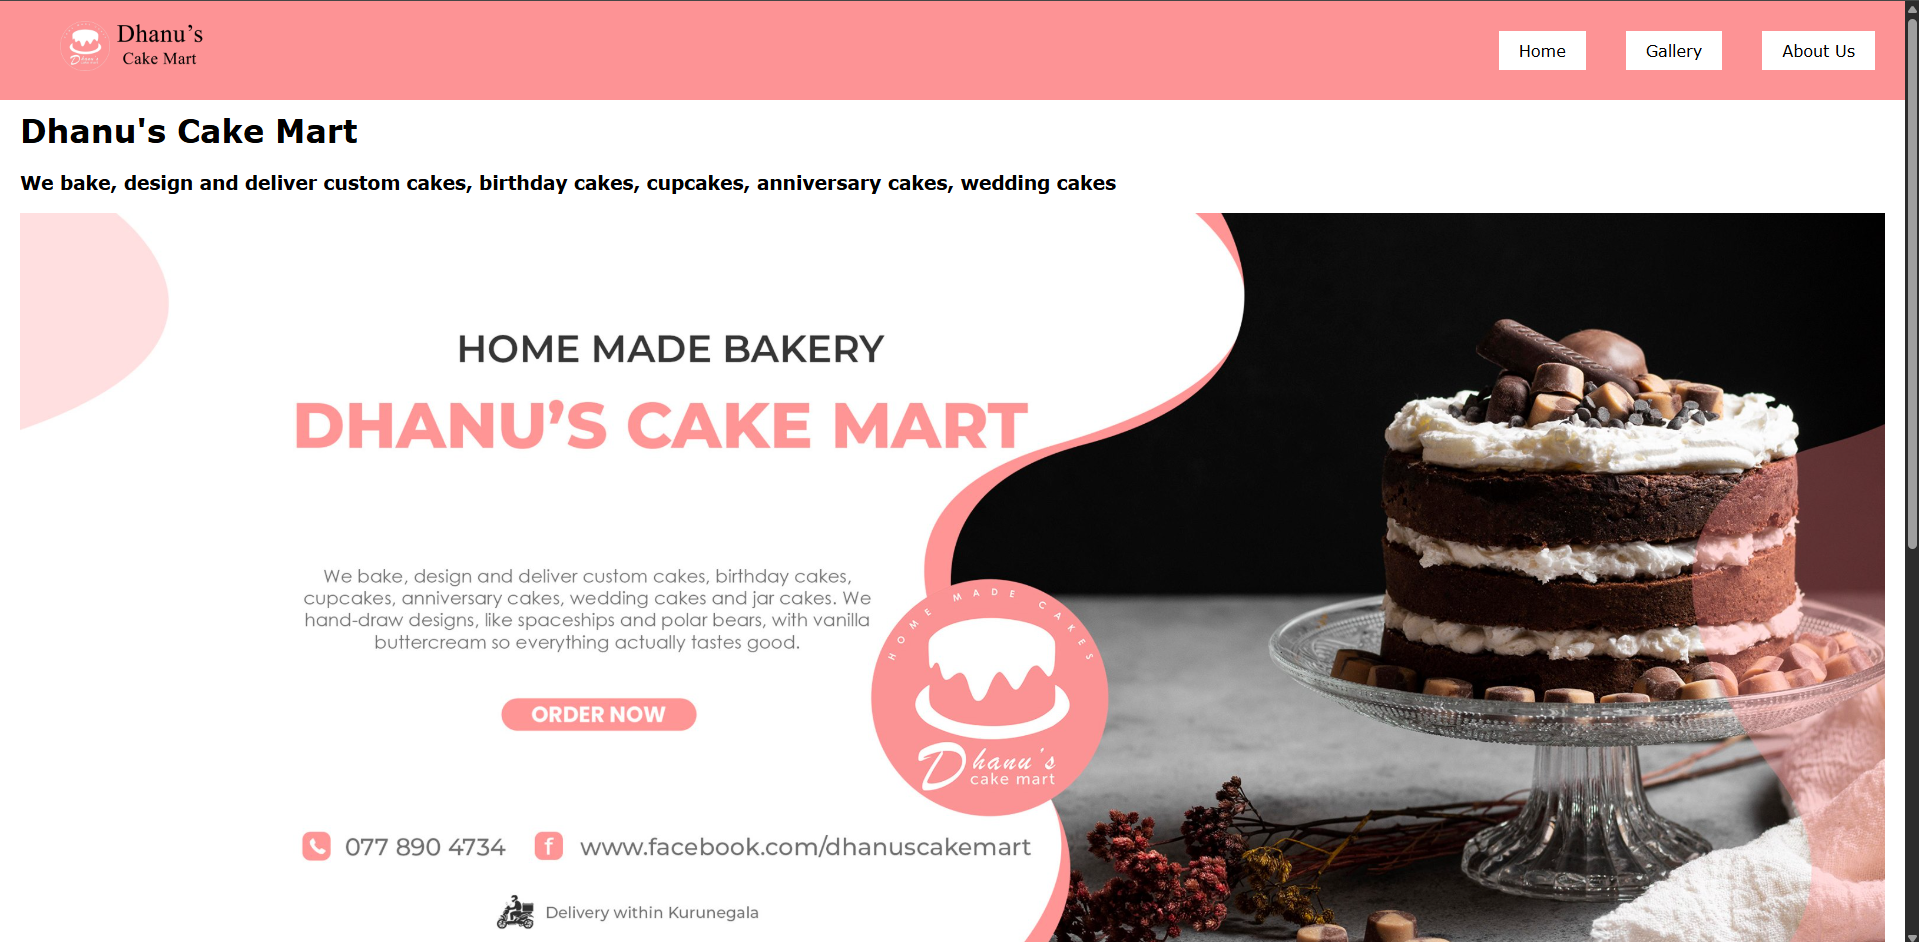 Dhanu's
Cake Mart
Home
Gallery
About Us
Dhanu's Cake Mart
We bake, design and deliver custom cakes, birthday cakes, cupcakes, anniversary cakes, wedding cakes
HOME MADE BAKERY
DHANU'S CAKE MART
We bake, design and deliver custom cakes, birthday cakes,
cupcakes, anniversary cakes, wedding cakes and jar cakes. We
hand-draw designs, like spaceships and polar bears, with vanilla
buttercream so everything actually tastes good.
ORDER NOW
HOME MADE CAKES
Dhanu's
cake mart
077 890 4734
f
www.facebook.com/dhanuscakemart
Delivery within Kurunegala